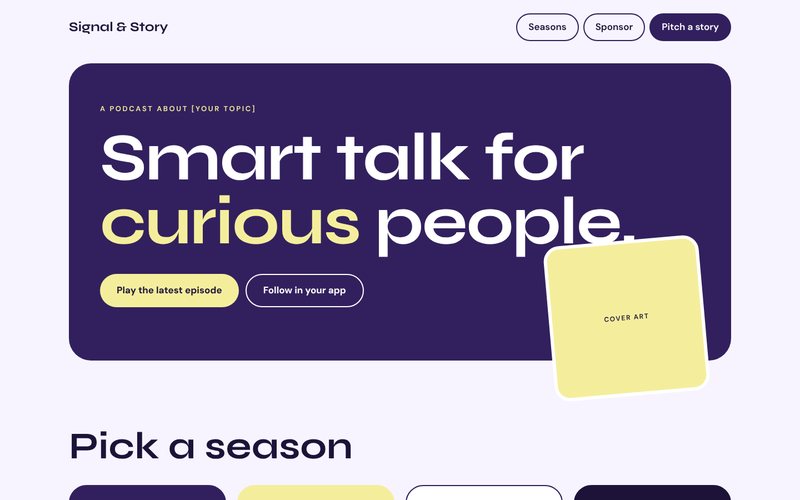 Signal & Story
Seasons
Sponsor
Pitch a story
A PODCAST ABOUT [YOUR TOPIC]
Smart talk for
curious people.
Play the latest episode
Follow in your app
COVER ART
Pick a season